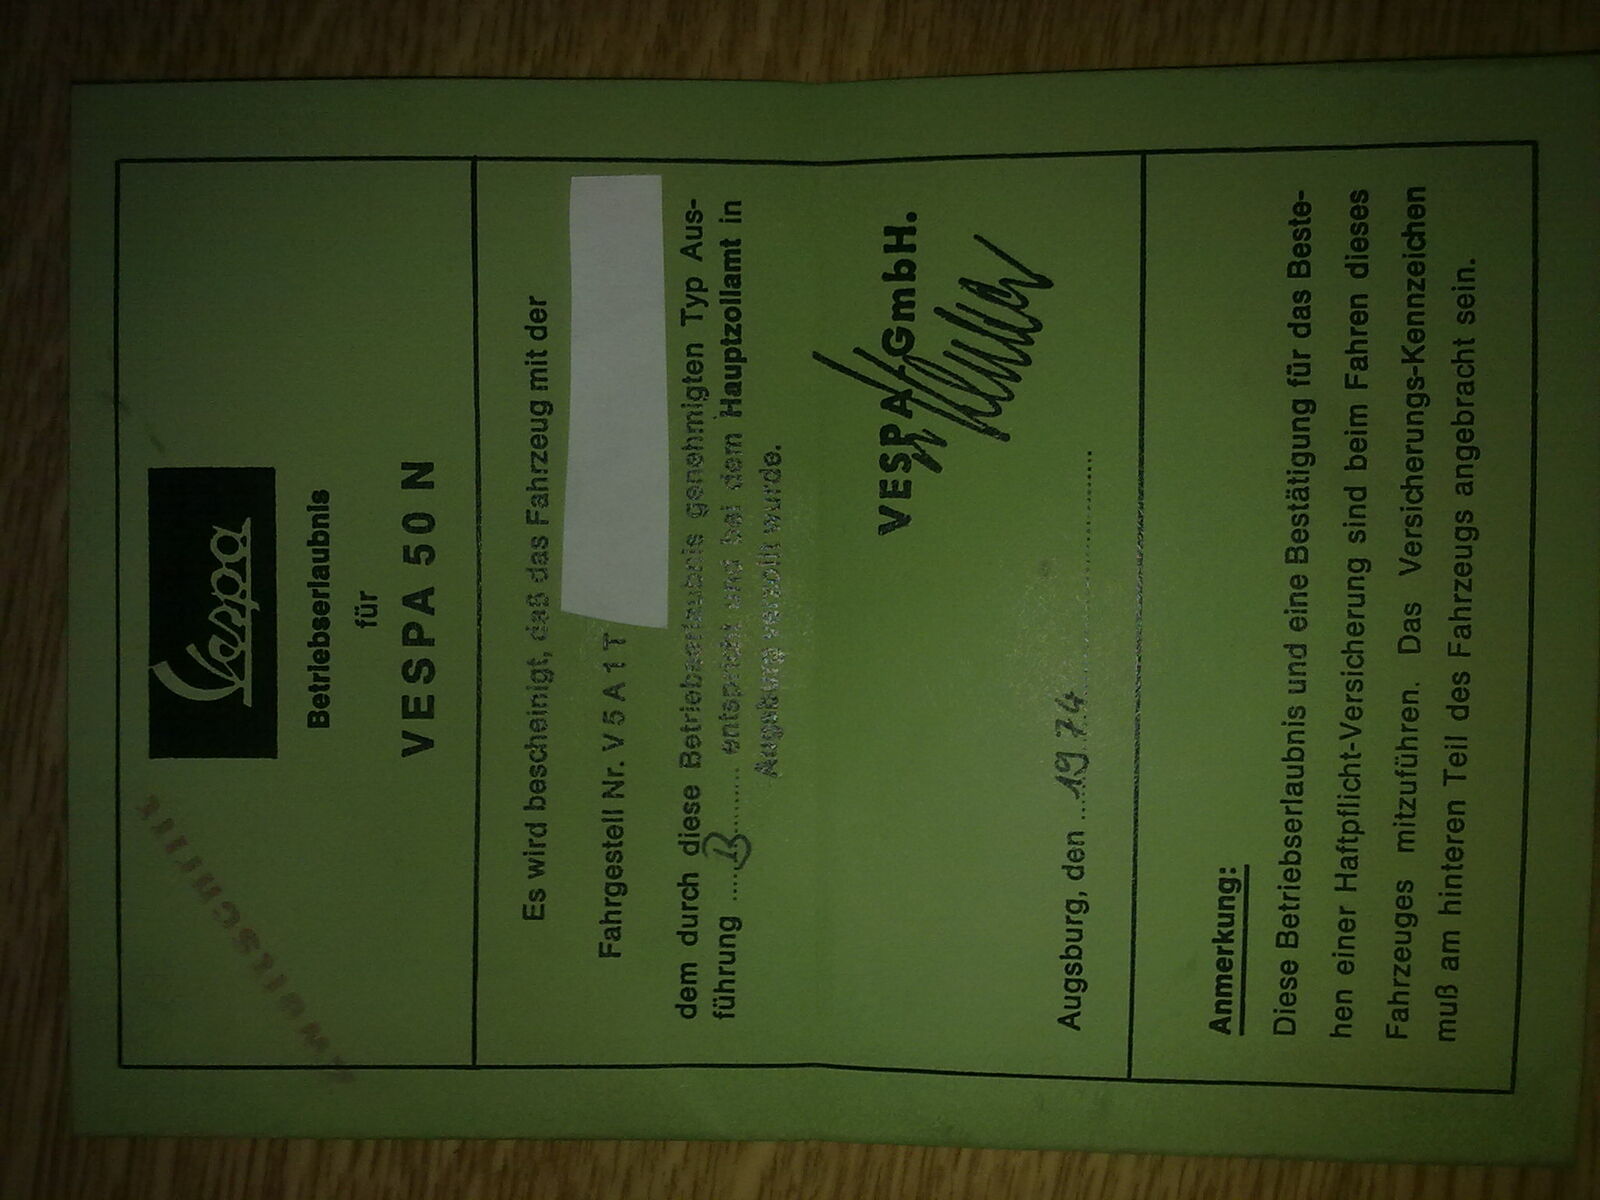 Vespa
Betriebserlaubnis
für
VESPA 50 N
ZWEITSCHRIFT
Es wird bescheinigt, daß das Fahrzeug mit der
Fahrgestell Nr. V 5 A 1 T
dem durch diese Betriebserlaubnis genehmigten Typ Aus-
führung ....B.......... entspricht und bei dem Hauptzollamt in
Augsburg verzollt wurde.
VESPA GmbH.
Augsburg, den ...1974..............................
Anmerkung:
Diese Betriebserlaubnis und eine Bestätigung für das Beste-
hen einer Haftpflicht-Versicherung sind beim Fahren dieses
Fahrzeuges mitzuführen. Das Versicherungs-Kennzeichen
muß am hinteren Teil des Fahrzeugs angebracht sein.